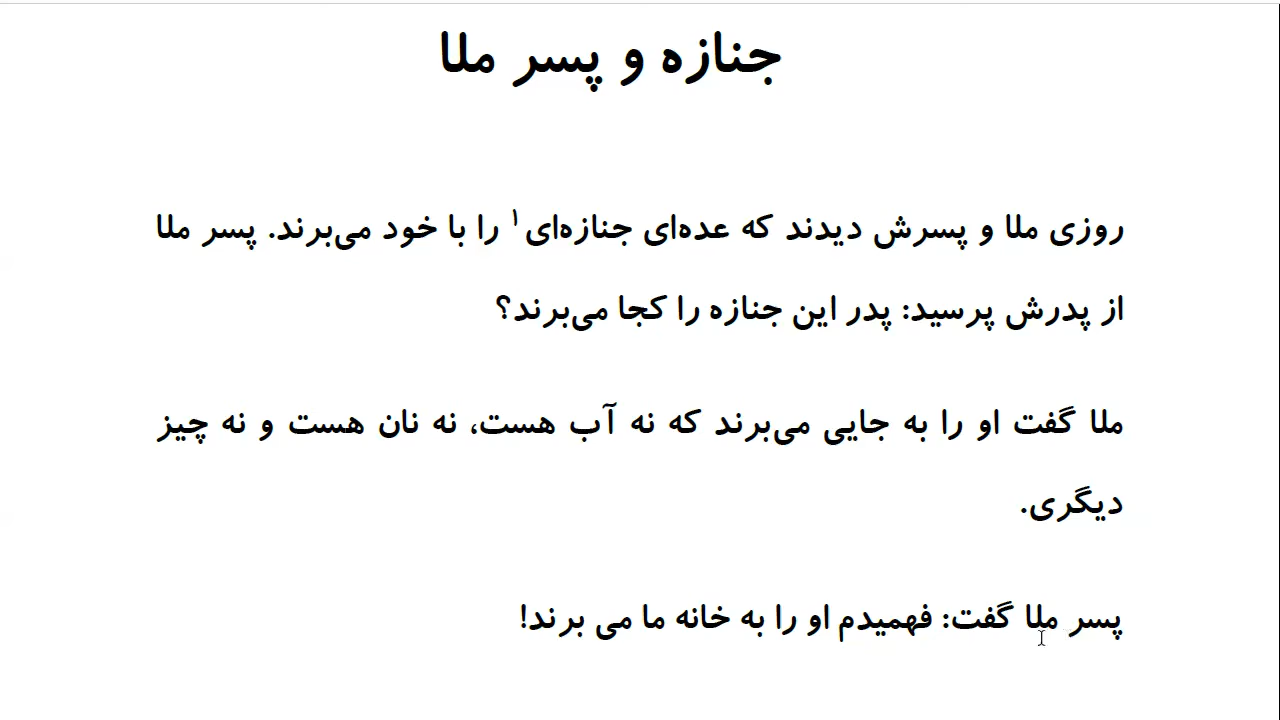 جنازه و پسر ملا
روزی ملا و پسرش دیدند که عده‌ای جنازه‌ای۱ را با خود می‌برند. پسر ملا
از پدرش پرسید: پدر این جنازه را کجا می‌برند؟
ملا گفت او را به جایی می‌برند که نه آب هست، نه نان هست و نه چیز
دیگری.
پسر ملا گفت: فهمیدم او را به خانه ما می برند!